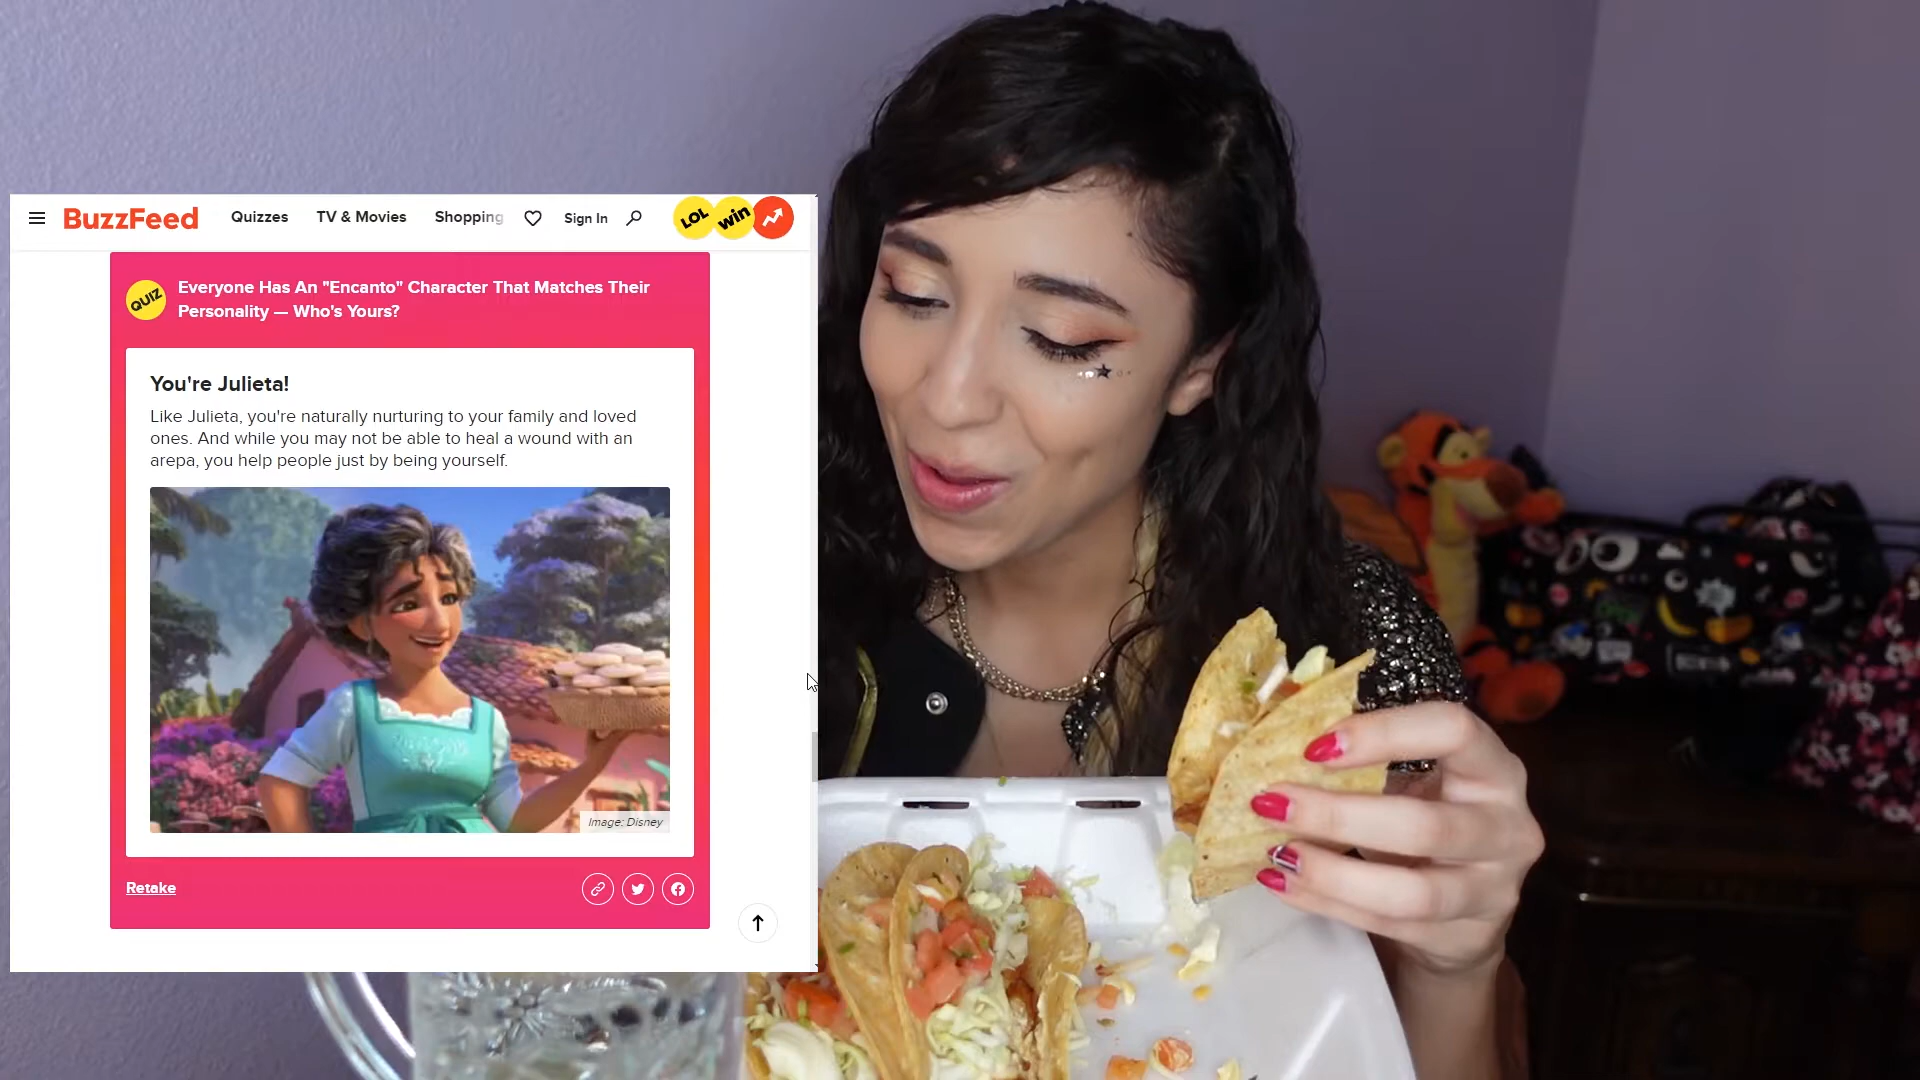 BuzzFeed Quizzes TV & Movies Shopping Sign In LOL win
QUIZ
Everyone Has An "Encanto" Character That Matches Their
Personality — Who's Yours?
You're Julieta!
Like Julieta, you're naturally nurturing to your family and loved
ones. And while you may not be able to heal a wound with an
arepa, you help people just by being yourself.
Image: Disney
Retake